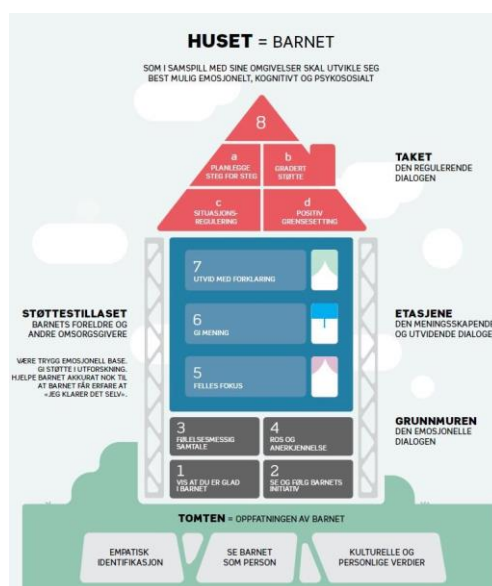 HUSET = BARNET
SOM I SAMSPILL MED SINE OMGIVELSER SKAL UTVIKLE SEG
BEST MULIG EMOSJONELT, KOGNITIVT OG PSYKOSOSIALT
8
a
PLANLEGGE
STEG FOR STEG
b
GRADERT
STØTTE
c
SITUASJONS-
REGULERING
d
POSITIV
GRENSESETTING
TAKET
DEN REGULERENDE
DIALOGEN
7
UTVID MED FORKLARING
6
GI MENING
5
FELLES FOKUS
STØTTESTILLASET
BARNETS FORELDRE OG
ANDRE OMSORGSGIVERE
VÆRE TRYGG EMOSJONELL BASE.
GI STØTTE I UTFORSKNING.
HJELPE BARNET AKKURAT NOK TIL
AT BARNET FÅR ERFARE AT
«JEG KLARER DET SELV».
ETASJENE
DEN MENINGSSKAPENDE
OG UTVIDENDE DIALOGE
3
FØLELSESMESSIG
SAMTALE
4
ROS OG
ANERKJENNELSE
1
VIS AT DU ER GLAD
I BARNET
2
SE OG FØLG BARNETS
INITIATIV
GRUNNMUREN
DEN EMOSJONELLE
DIALOGEN
TOMTEN = OPPFATNINGEN AV BARNET
EMPATISK
IDENTIFIKASJON
SE BARNET
SOM PERSON
KULTURELLE OG
PERSONLIGE VERDIER